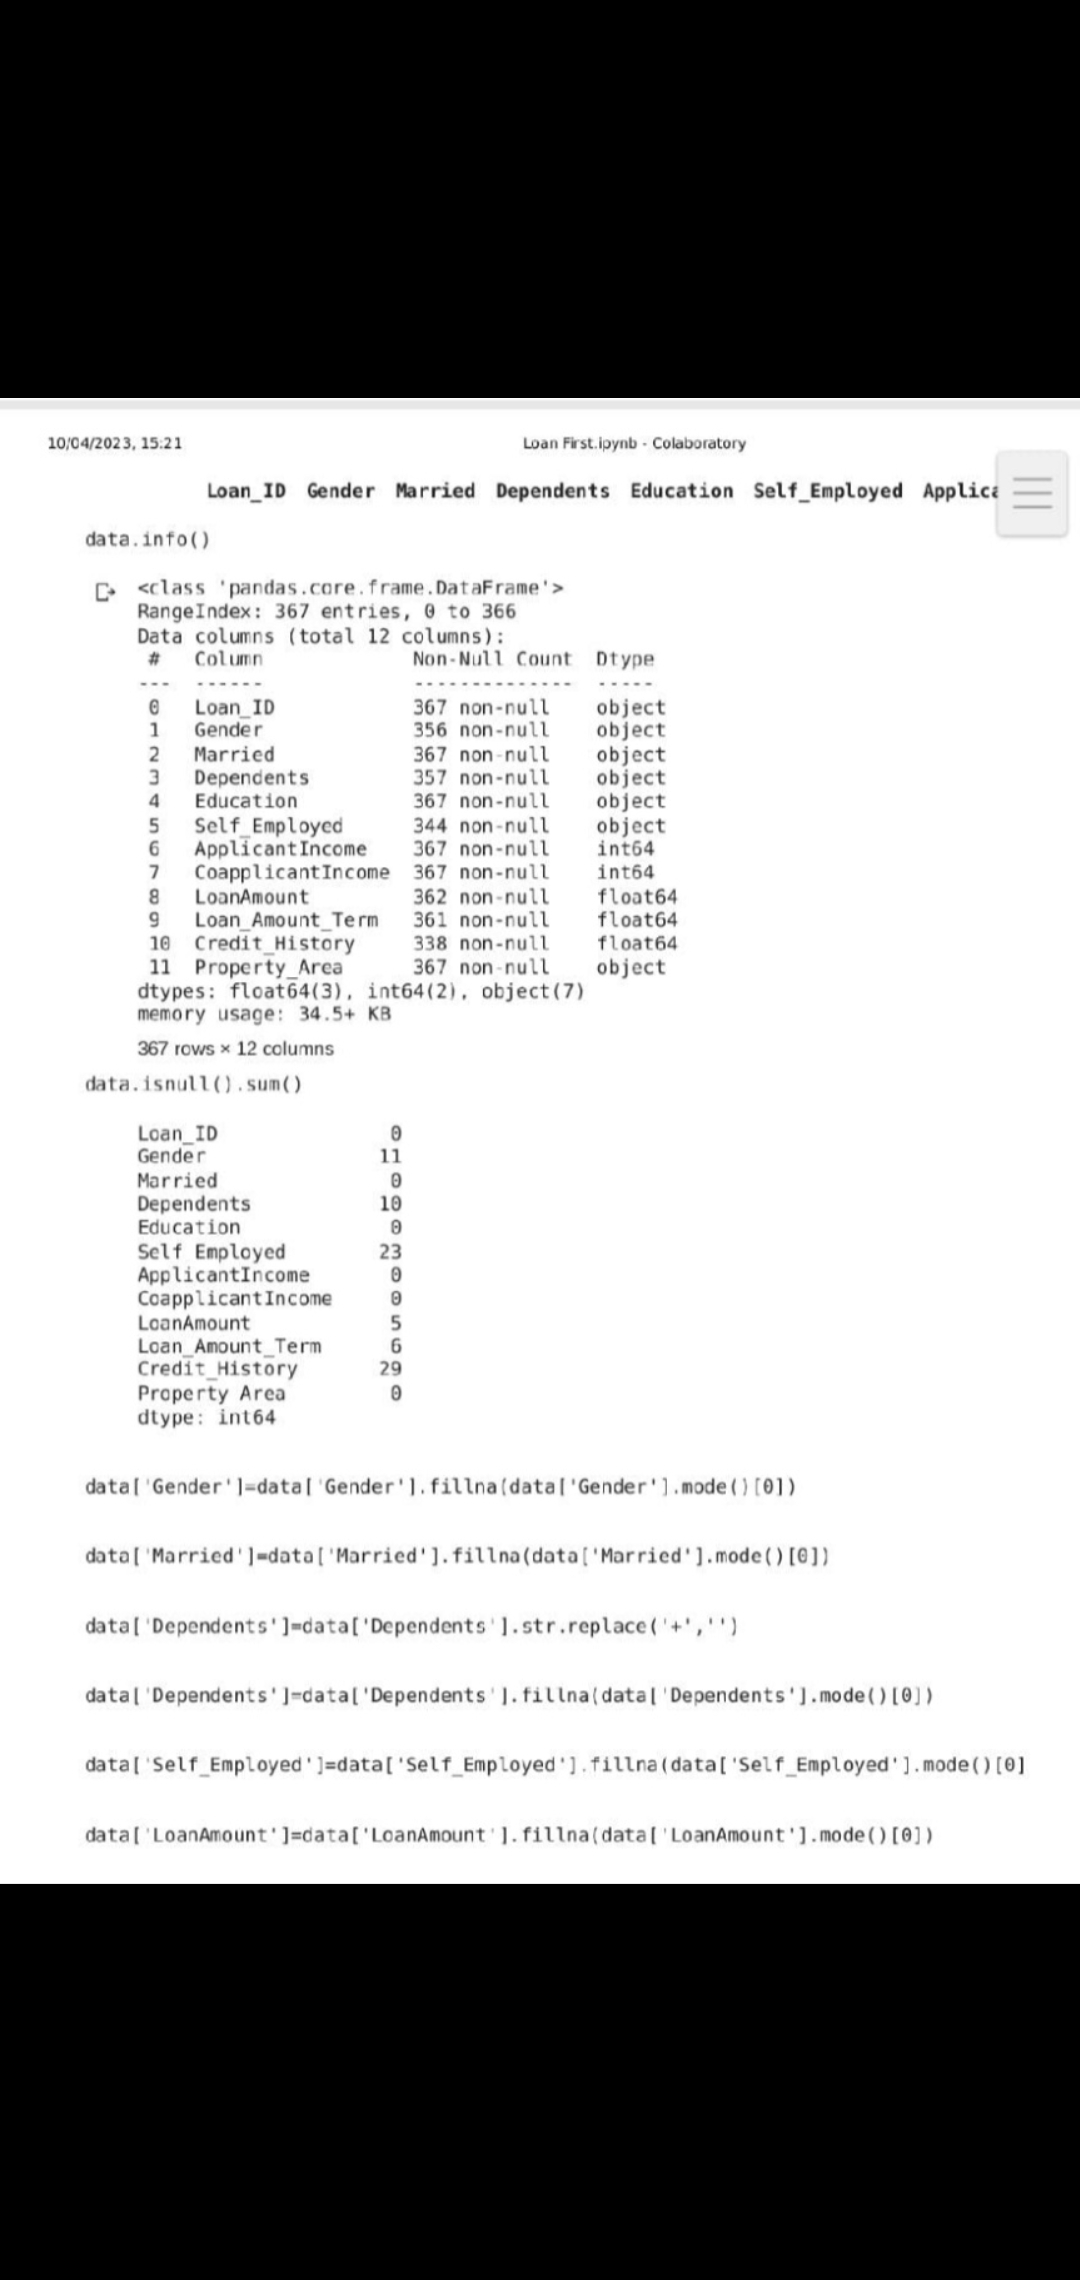 10/04/2023, 15:21 Loan First.ipynb - Colaboratory
Loan_ID Gender Married Dependents Education Self_Employed Applica
data.info()
<class 'pandas.core.frame.DataFrame'>
RangeIndex: 367 entries, 0 to 366
Data columns (total 12 columns):
# Column Non-Null Count Dtype
--- ------ -------------- -----
0 Loan_ID 367 non-null object
1 Gender 356 non-null object
2 Married 367 non-null object
3 Dependents 357 non-null object
4 Education 367 non-null object
5 Self_Employed 344 non-null object
6 ApplicantIncome 367 non-null int64
7 CoapplicantIncome 367 non-null int64
8 LoanAmount 362 non-null float64
9 Loan_Amount_Term 361 non-null float64
10 Credit_History 338 non-null float64
11 Property_Area 367 non-null object
dtypes: float64(3), int64(2), object(7)
memory usage: 34.5+ KB
367 rows × 12 columns
data.isnull().sum()
Loan_ID 0
Gender 11
Married 0
Dependents 10
Education 0
Self Employed 23
ApplicantIncome 0
CoapplicantIncome 0
LoanAmount 5
Loan_Amount_Term 6
Credit_History 29
Property Area 0
dtype: int64
data['Gender']=data['Gender'].fillna(data['Gender'].mode()[0])
data['Married']=data['Married'].fillna(data['Married'].mode()[0])
data['Dependents']=data['Dependents'].str.replace('+','')
data['Dependents']=data['Dependents'].fillna(data['Dependents'].mode()[0])
data['Self_Employed']=data['Self_Employed'].fillna(data['Self_Employed'].mode()[0]
data['LoanAmount']=data['LoanAmount'].fillna(data['LoanAmount'].mode()[0])